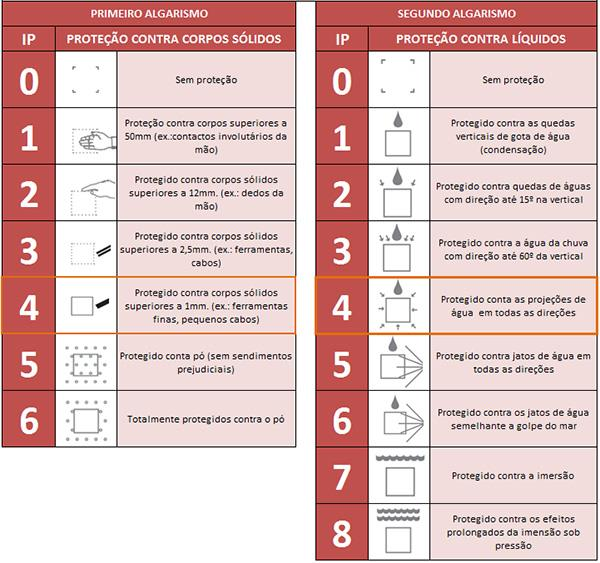 PRIMEIRO ALGARISMO
IP PROTEÇÃO CONTRA CORPOS SÓLIDOS
0 Sem proteção
1 Proteção contra corpos superiores a
50mm (ex.:contactos involutários da
mão)
2 Protegido contra corpos sólidos
superiores a 12mm. (ex.: dedos da
mão)
3 Protegido contra corpos sólidos
superiores a 2,5mm. (ex.: ferramentas,
cabos)
4 Protegido contra corpos sólidos
superiores a 1mm. (ex.: ferramentas
finas, pequenos cabos)
5 Protegido conta pó (sem sendimentos
prejudiciais)
6 Totalmente protegidos contra o pó
SEGUNDO ALGARISMO
IP PROTEÇÃO CONTRA LÍQUIDOS
0 Sem proteção
1 Protegido contra as quedas
verticais de gota de água
(condensação)
2 Protegido contra quedas de águas
com direção até 15º na vertical
3 Protegido contra a água da chuva
com direção até 60º da vertical
4 Protegido conta as projeções de
água em todas as direções
5 Protegido contra jatos de água em
todas as direções
6 Protegido contra os jatos de água
semelhante a golpe do mar
7 Protegido contra a imersão
8 Protegido contra os efeitos
prolongados da imensão sob
pressão